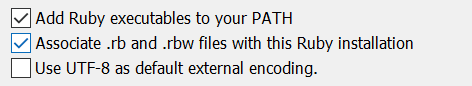 Add Ruby executables to your PATH
Associate .rb and .rbw files with this Ruby installation
Use UTF-8 as default external encoding.